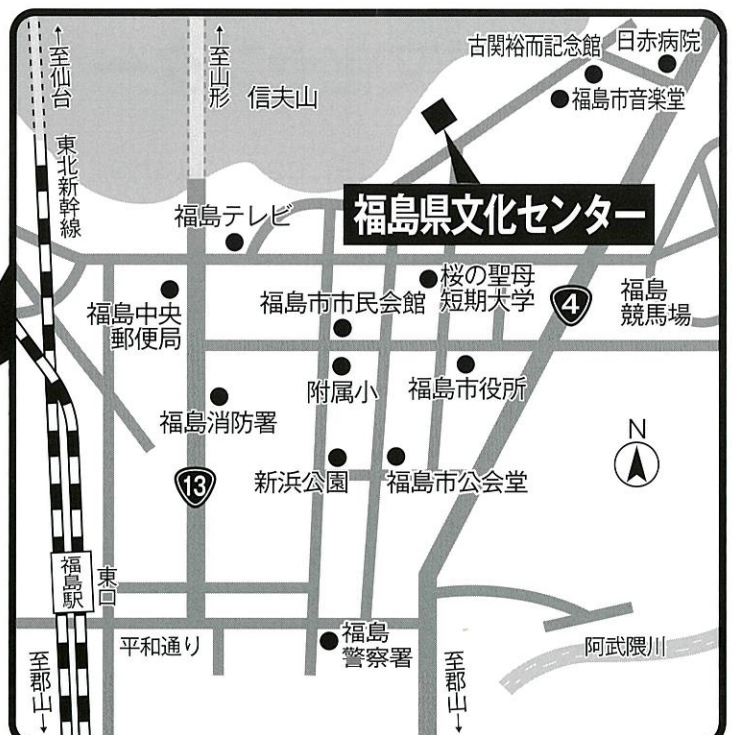 ↑至仙台
↑至山形
信夫山
古関裕而記念館
日赤病院
福島市音楽堂
東北新幹線
福島テレビ
福島県文化センター
福島中央
郵便局
福島市市民会館
桜の聖母
短期大学
4
福島
競馬場
附属小
福島市役所
福島消防署
N
13
新浜公園
福島市公会堂
福島駅
東口
平和通り
福島
警察署
阿武隈川
至郡山→
至郡山→